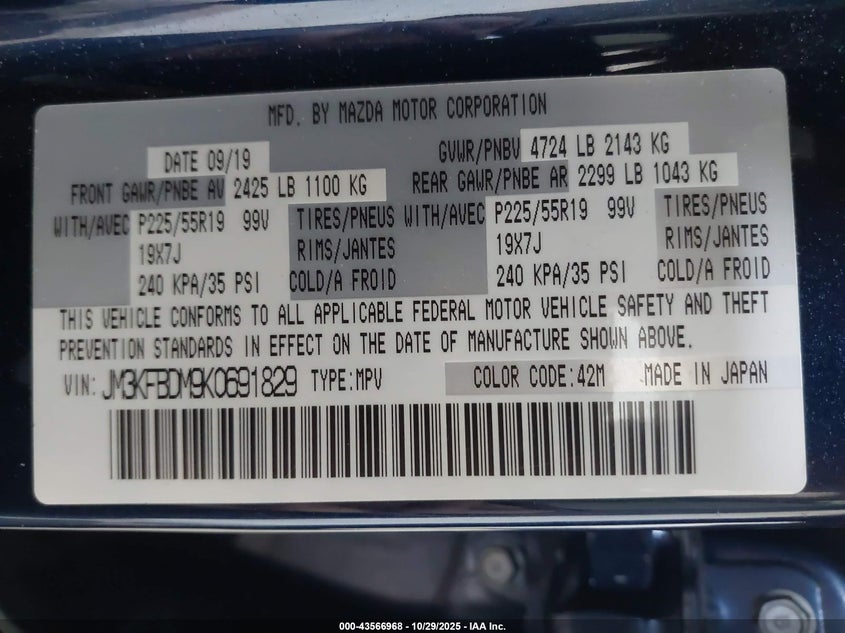 MFD. BY MAZDA MOTOR CORPORATION
DATE 09/19 GVWR/PNBV 4724 LB 2143 KG
FRONT GAWR/PNBE AV 2425 LB 1100 KG REAR GAWR/PNBE AR 2299 LB 1043 KG
WITH/AVEC P225/55R19 99V TIRES/PNEUS WITH/AVEC P225/55R19 99V TIRES/PNEUS
19X7J RIMS/JANTES 19X7J RIMS/JANTES
240 KPA/35 PSI COLD/A FROID 240 KPA/35 PSI COLD/A FROID
THIS VEHICLE CONFORMS TO ALL APPLICABLE FEDERAL MOTOR VEHICLE SAFETY AND THEFT
PREVENTION STANDARDS IN EFFECT ON THE DATE OF MANUFACTURE SHOWN ABOVE.
VIN: JM3KFBDM9K0691829 TYPE:MPV COLOR CODE:42M MADE IN JAPAN
000-43566968 | 10/29/2025 - IAA Inc.